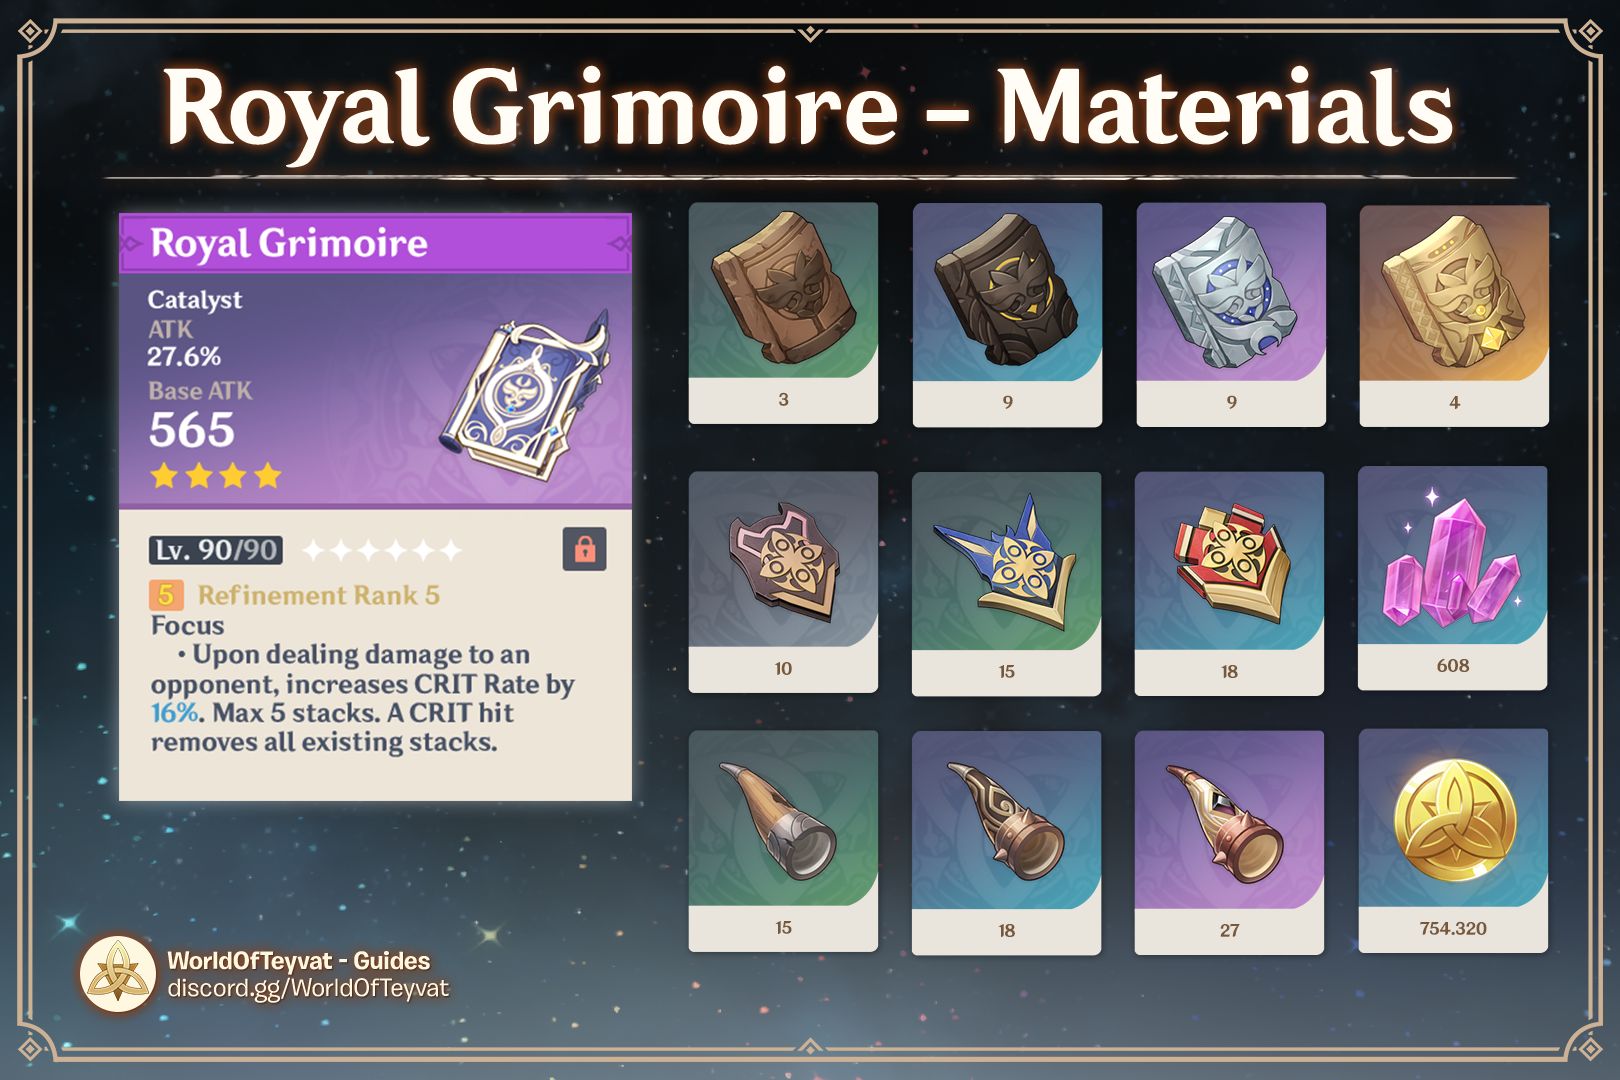 Royal Grimoire - Materials
Royal Grimoire
Catalyst
ATK
27.6%
Base ATK
565
Lv. 90/90
5 Refinement Rank 5
Focus
• Upon dealing damage to an
opponent, increases CRIT Rate by
16%. Max 5 stacks. A CRIT hit
removes all existing stacks.
3
9
9
4
10
15
18
608
15
18
27
754.320
WorldOfTeyvat - Guides
discord.gg/WorldOfTeyvat